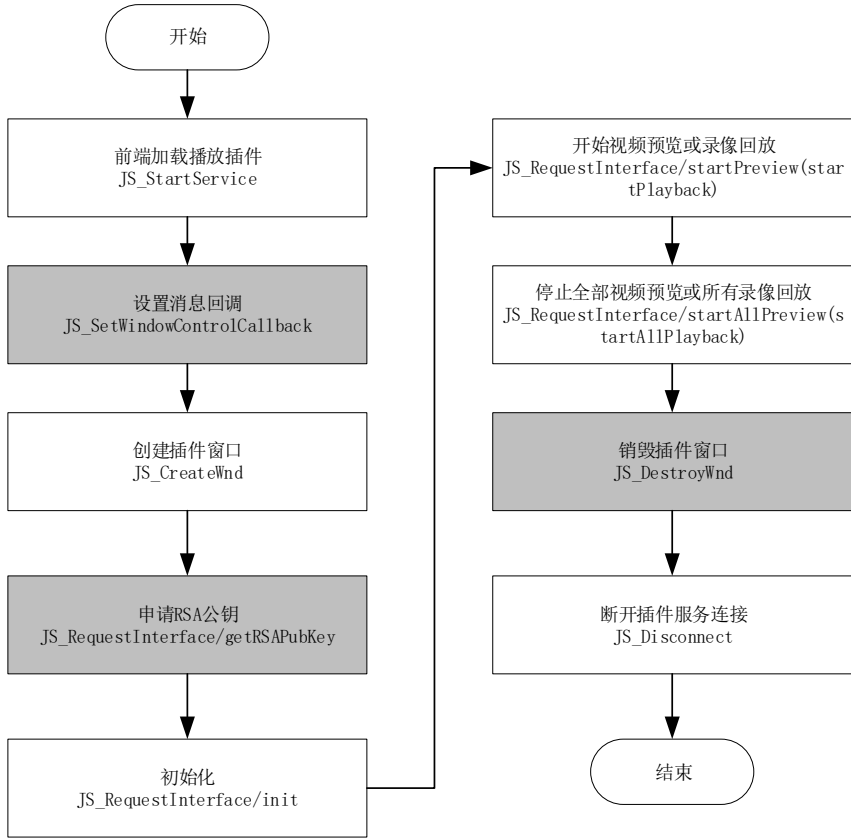 开始
前端加载播放插件
JS_StartService
设置消息回调
JS_SetWindowControlCallback
创建插件窗口
JS_CreateWnd
申请RSA公钥
JS_RequestInterface/getRSAPubKey
初始化
JS_RequestInterface/init
开始视频预览或录像回放
JS_RequestInterface/startPreview(star
tPlayback)
停止全部视频预览或所有录像回放
JS_RequestInterface/startAllPreview(s
tartAllPlayback)
销毁插件窗口
JS_DestroyWnd
断开插件服务连接
JS_Disconnect
结束